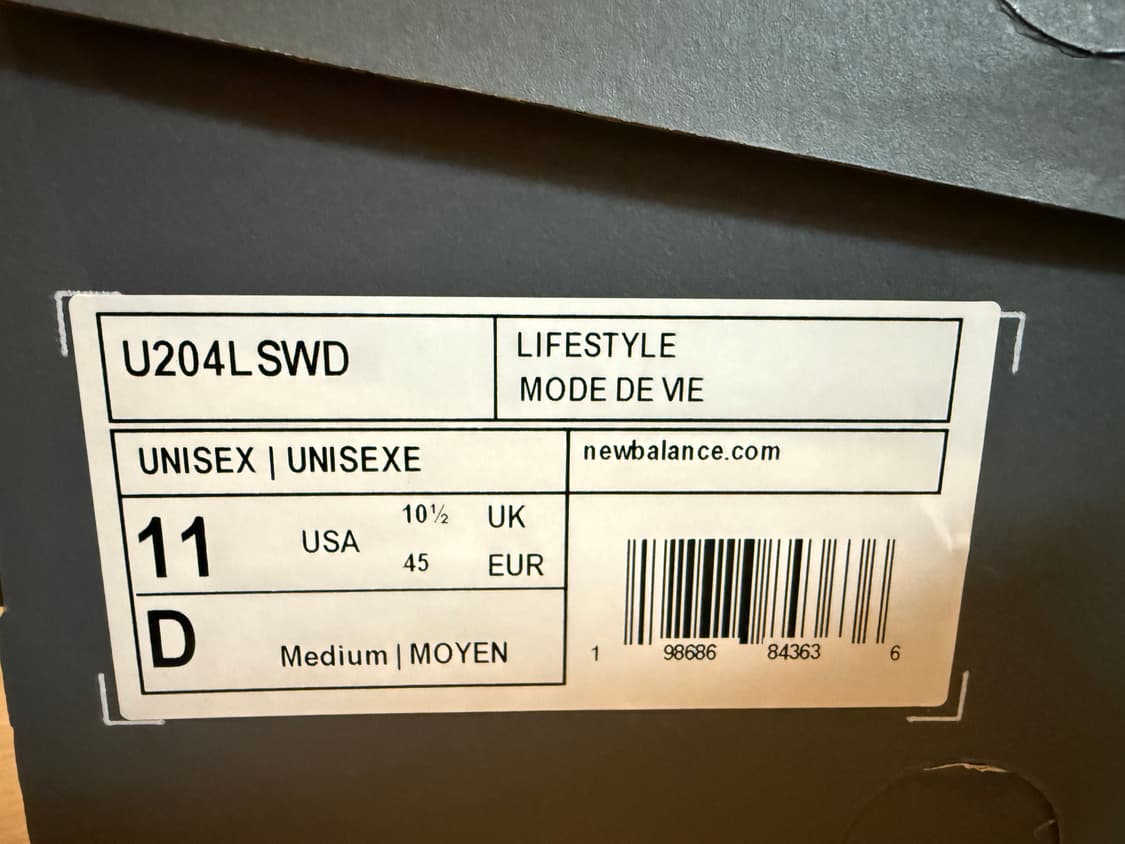 U204LSWD
LIFESTYLE
MODE DE VIE
UNISEX | UNISEXE
newbalance.com
11 USA
10½ UK
45 EUR
D Medium | MOYEN
1 98686 84363 6